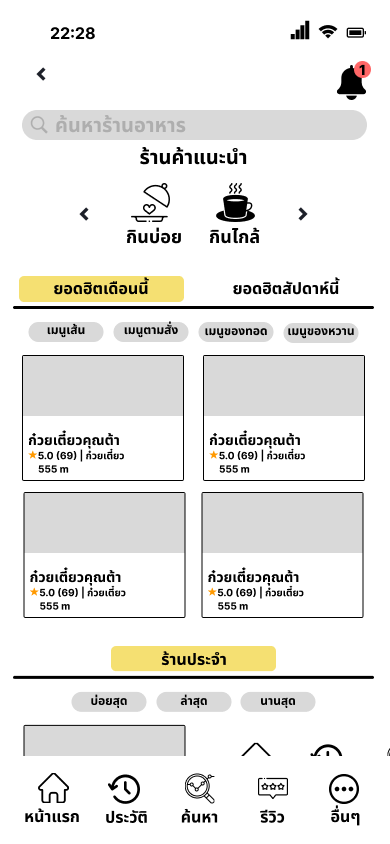 22:28
1
ค้นหาร้านอาหาร
ร้านค้าแนะนำ
กินบ่อย กินใกล้
ยอดฮิตเดือนนี้ ยอดฮิตสัปดาห์นี้
เมนูเส้น เมนูตามสั่ง เมนูของทอด เมนูของหวาน
ก๋วยเตี๋ยวคุณต้า ก๋วยเตี๋ยวคุณต้า
5.0 (69) | ก๋วยเตี๋ยว 5.0 (69) | ก๋วยเตี๋ยว
555 m 555 m
ก๋วยเตี๋ยวคุณต้า ก๋วยเตี๋ยวคุณต้า
5.0 (69) | ก๋วยเตี๋ยว 5.0 (69) | ก๋วยเตี๋ยว
555 m 555 m
ร้านประจำ
บ่อยสุด ล่าสุด นานสุด
หน้าแรก ประวัติ ค้นหา รีวิว อื่นๆ